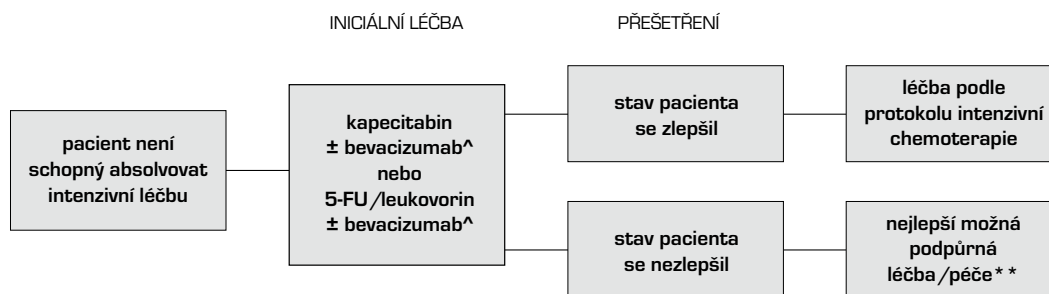 INICIÁLNÍ LÉČBA
PŘEŠETŘENÍ
pacient není
schopný absolvovat
intenzivní léčbu
kapecitabin
± bevacizumab^
nebo
5-FU/leukovorin
± bevacizumab^
stav pacienta
se zlepšil
léčba podle
protokolu intenzivní
chemoterapie
stav pacienta
se nezlepšil
nejlepší možná
podpůrná
léčba/péče**